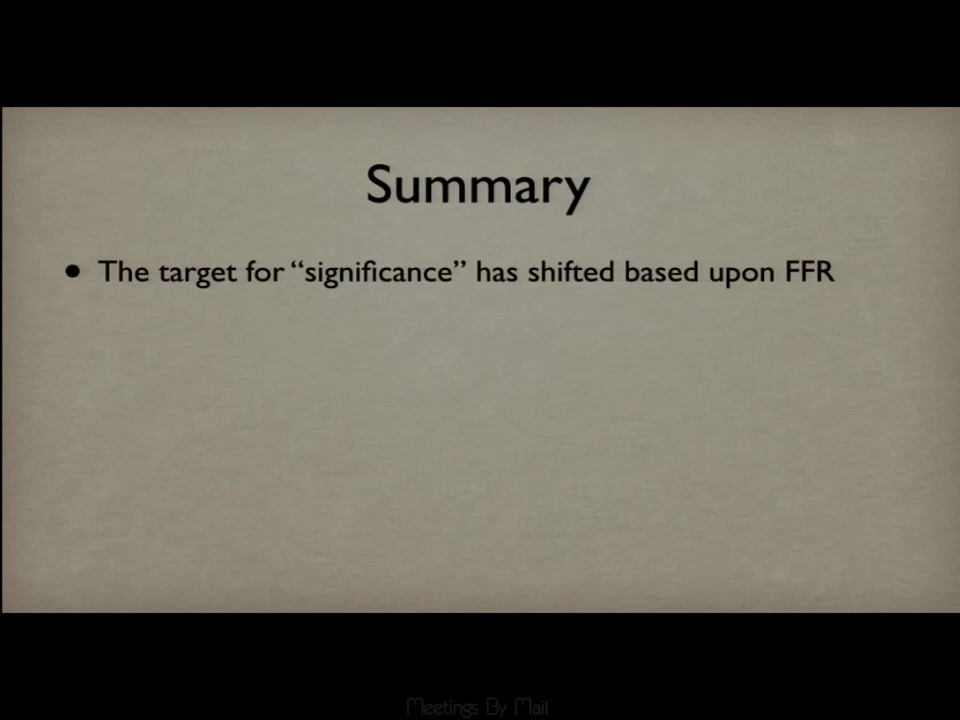 Summary
• The target for “significance” has shifted based upon FFR
Meetings By Mail